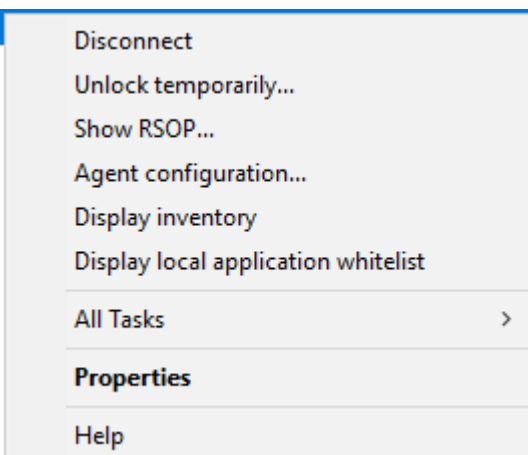 Disconnect
Unlock temporarily...
Show RSOP...
Agent configuration...
Display inventory
Display local application whitelist
All Tasks
Properties
Help